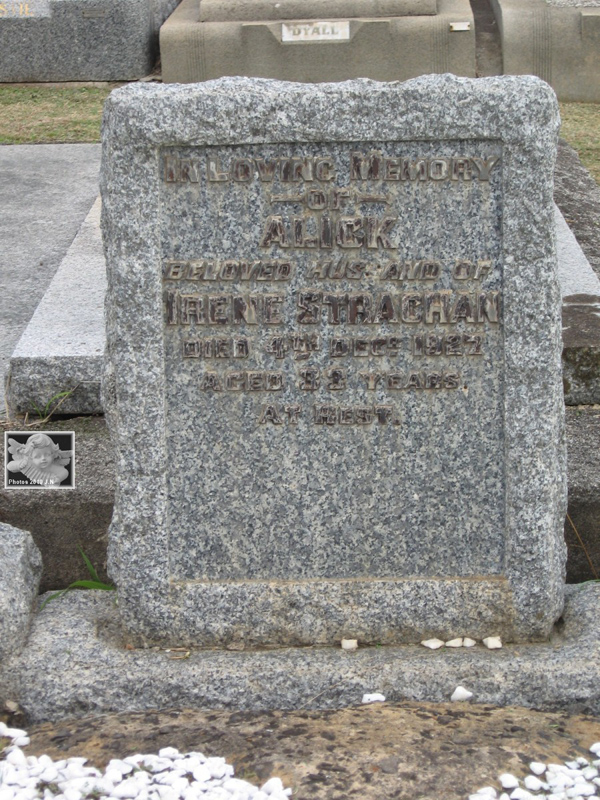 S R.
DYALL
IN LOVING MEMORY
OF
ALICK
BELOVED HUSBAND OF
IRENE STRACHAN
DIED 4TH DECR 1927
AGED 32 YEARS.
AT REST.
Photos 2012 J.N